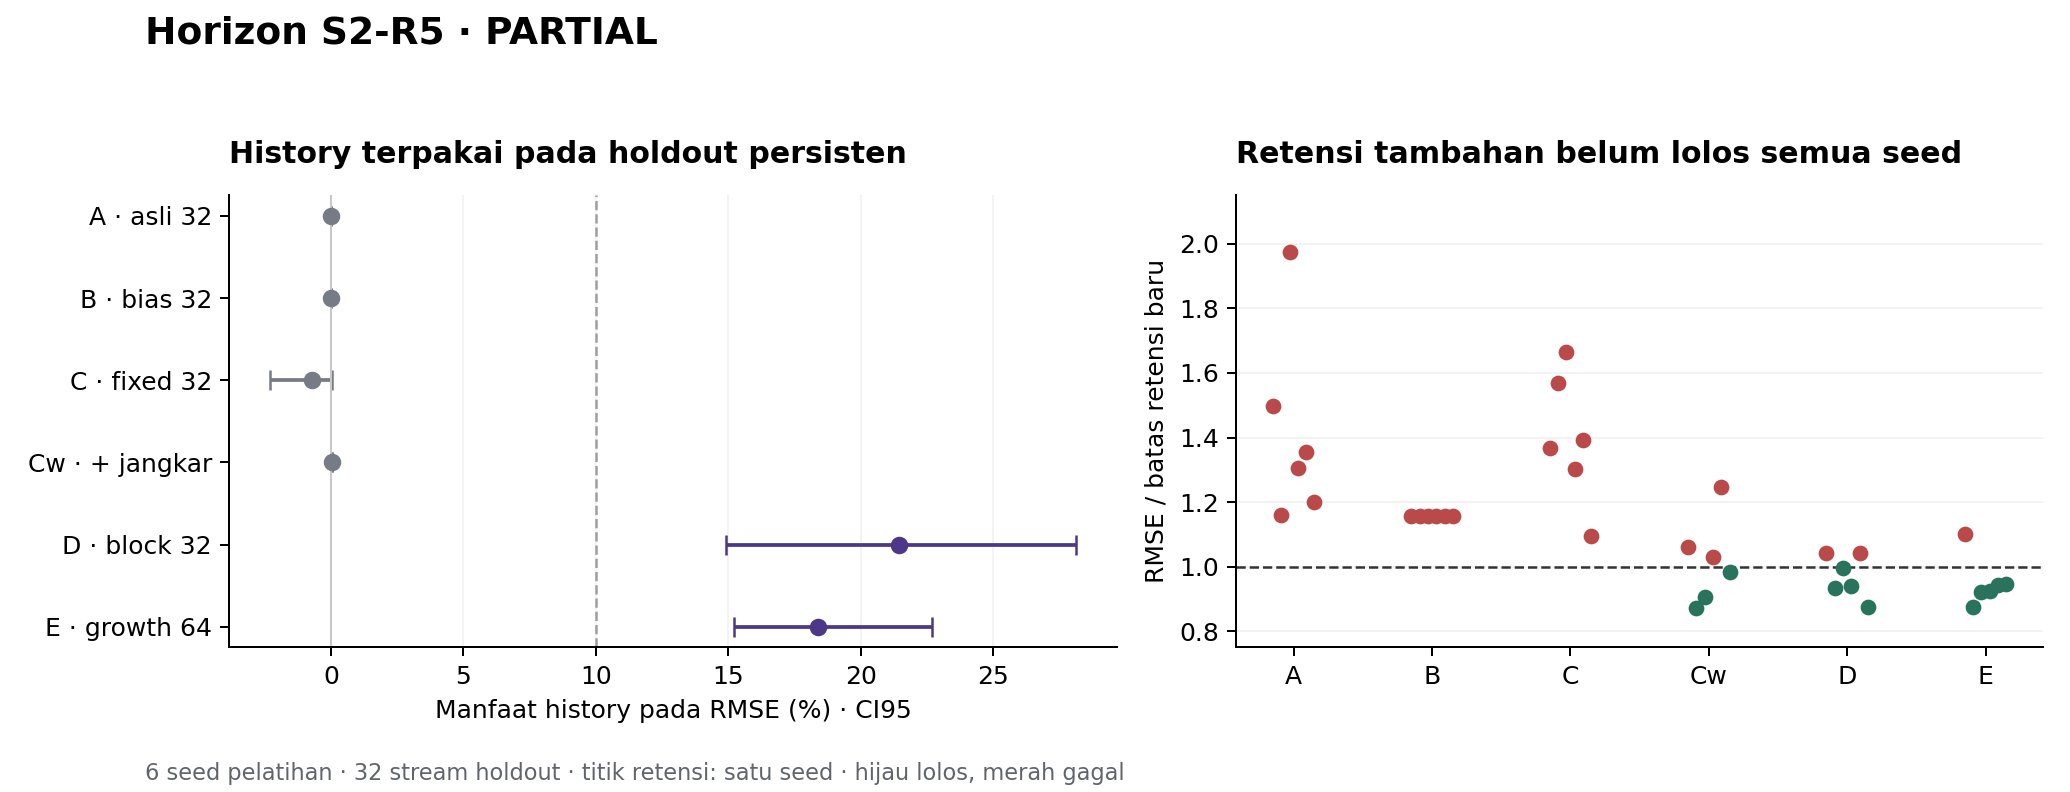 Horizon S2-R5 · PARTIAL
History terpakai pada holdout persisten
A · asli 32
B · bias 32
C · fixed 32
Cw · + jangkar
D · block 32
E · growth 64
0 5 10 15 20 25
Manfaat history pada RMSE (%) · CI95
Retensi tambahan belum lolos semua seed
RMSE / batas retensi baru
2.0
1.8
1.6
1.4
1.2
1.0
0.8
A B C Cw D E
6 seed pelatihan · 32 stream holdout · titik retensi: satu seed · hijau lolos, merah gagal